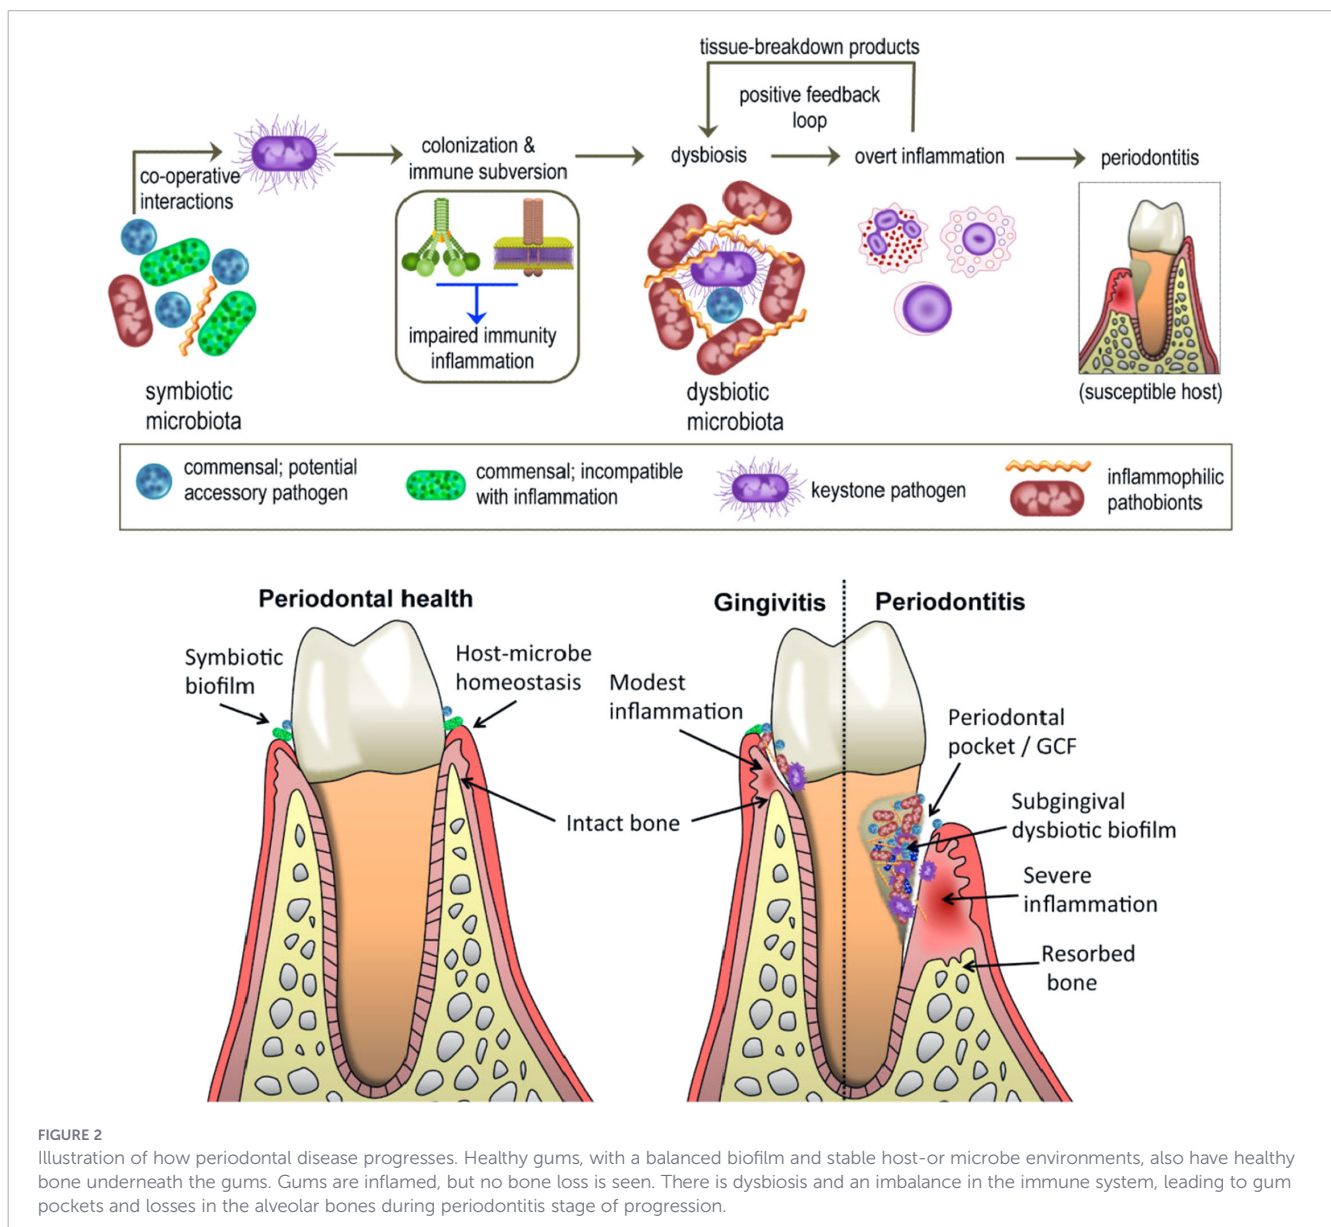 tissue-breakdown products
positive feedback
loop
co-operative
interactions
colonization &
immune subversion
dysbiosis
overt inflammation
periodontitis
impaired immunity
inflammation
symbiotic
microbiota
dysbiotic
microbiota
(susceptible host)
commensal; potential
accessory pathogen
commensal; incompatible
with inflammation
keystone pathogen
inflammophilic
pathobionts
Periodontal health
Symbiotic
biofilm
Host-microbe
homeostasis
Intact bone
Gingivitis
Periodontitis
Modest
inflammation
Periodontal
pocket / GCF
Subgingival
dysbiotic biofilm
Severe
inflammation
Resorbed
bone
FIGURE 2
Illustration of how periodontal disease progresses. Healthy gums, with a balanced biofilm and stable host-or microbe environments, also have healthy
bone underneath the gums. Gums are inflamed, but no bone loss is seen. There is dysbiosis and an imbalance in the immune system, leading to gum
pockets and losses in the alveolar bones during periodontitis stage of progression.